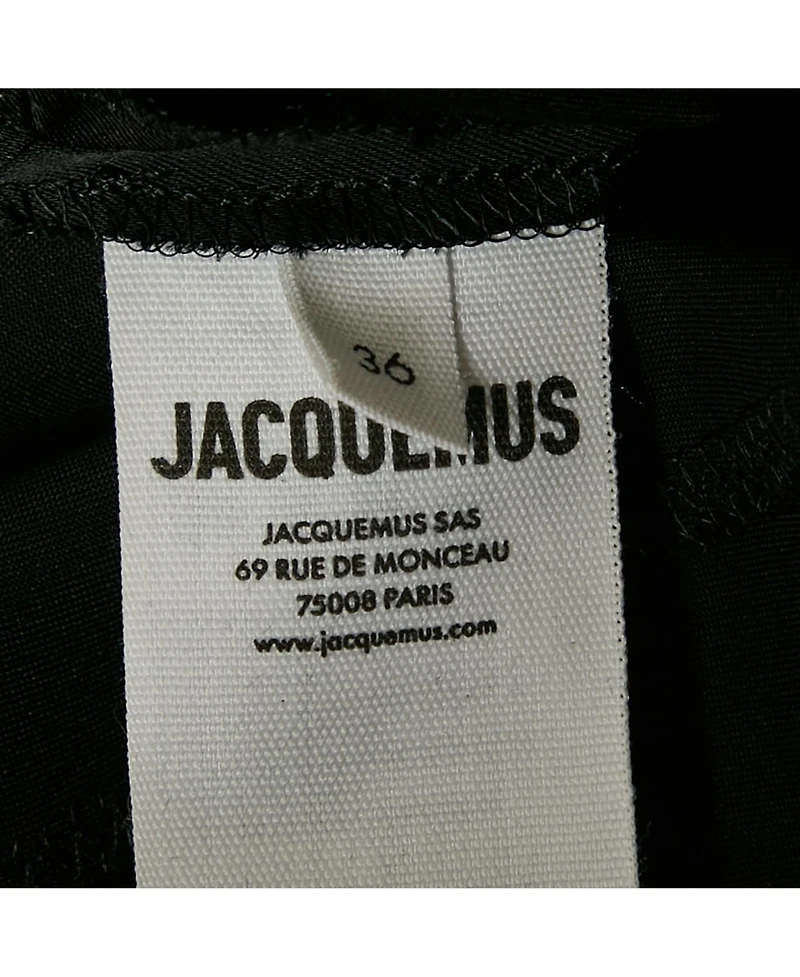 36
JACQUEMUS
JACQUEMUS SAS
69 RUE DE MONCEAU
75008 PARIS
www.jacquemus.com